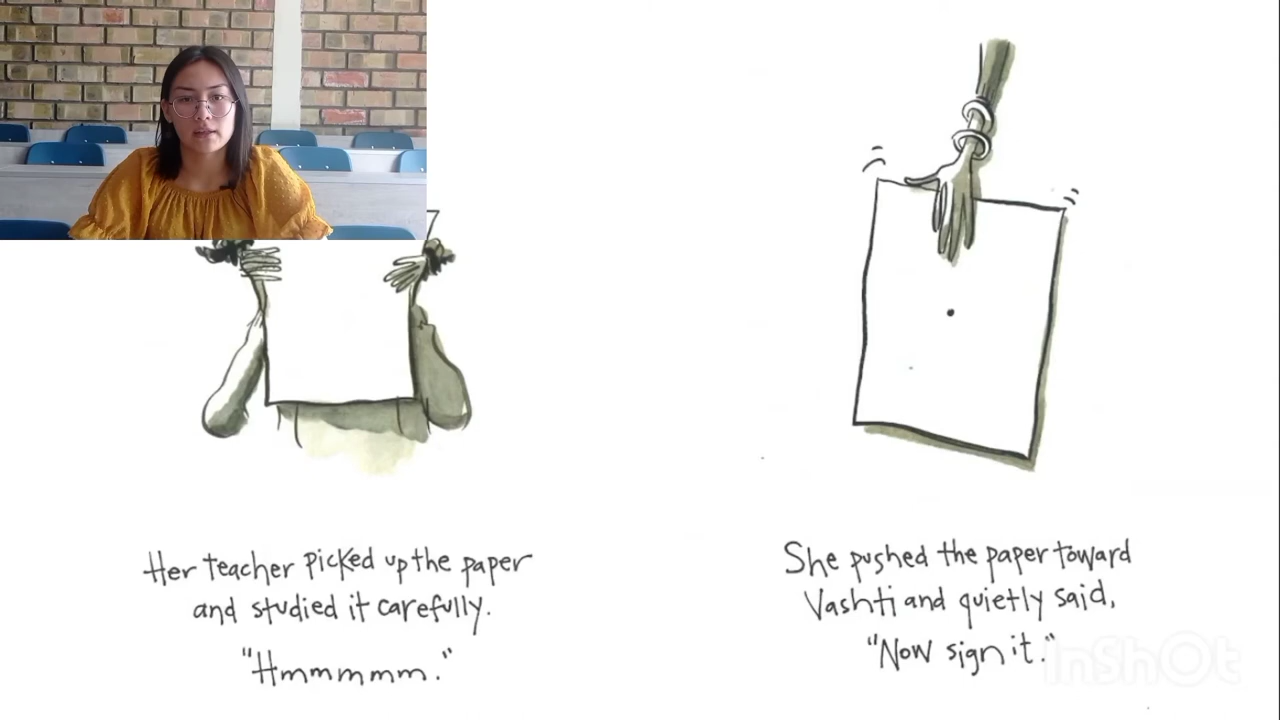 Her teacher picked up the paper
and studied it carefully.
"Hmmmmm."
She pushed the paper toward
Vashti and quietly said,
"Now sign it."
InShOt